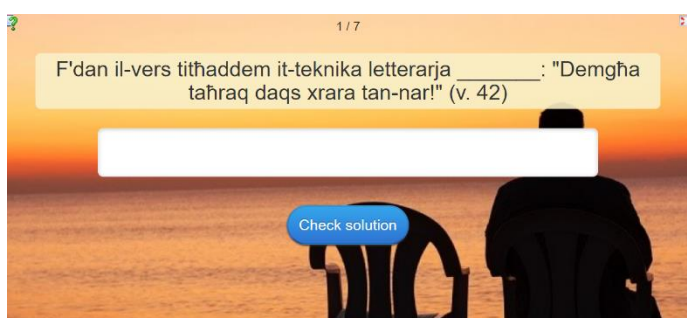 1 / 7
F'dan il-vers titħaddem it-teknika letterarja _______: "Demgħa
taħraq daqs xrara tan-nar!" (v. 42)
Check solution